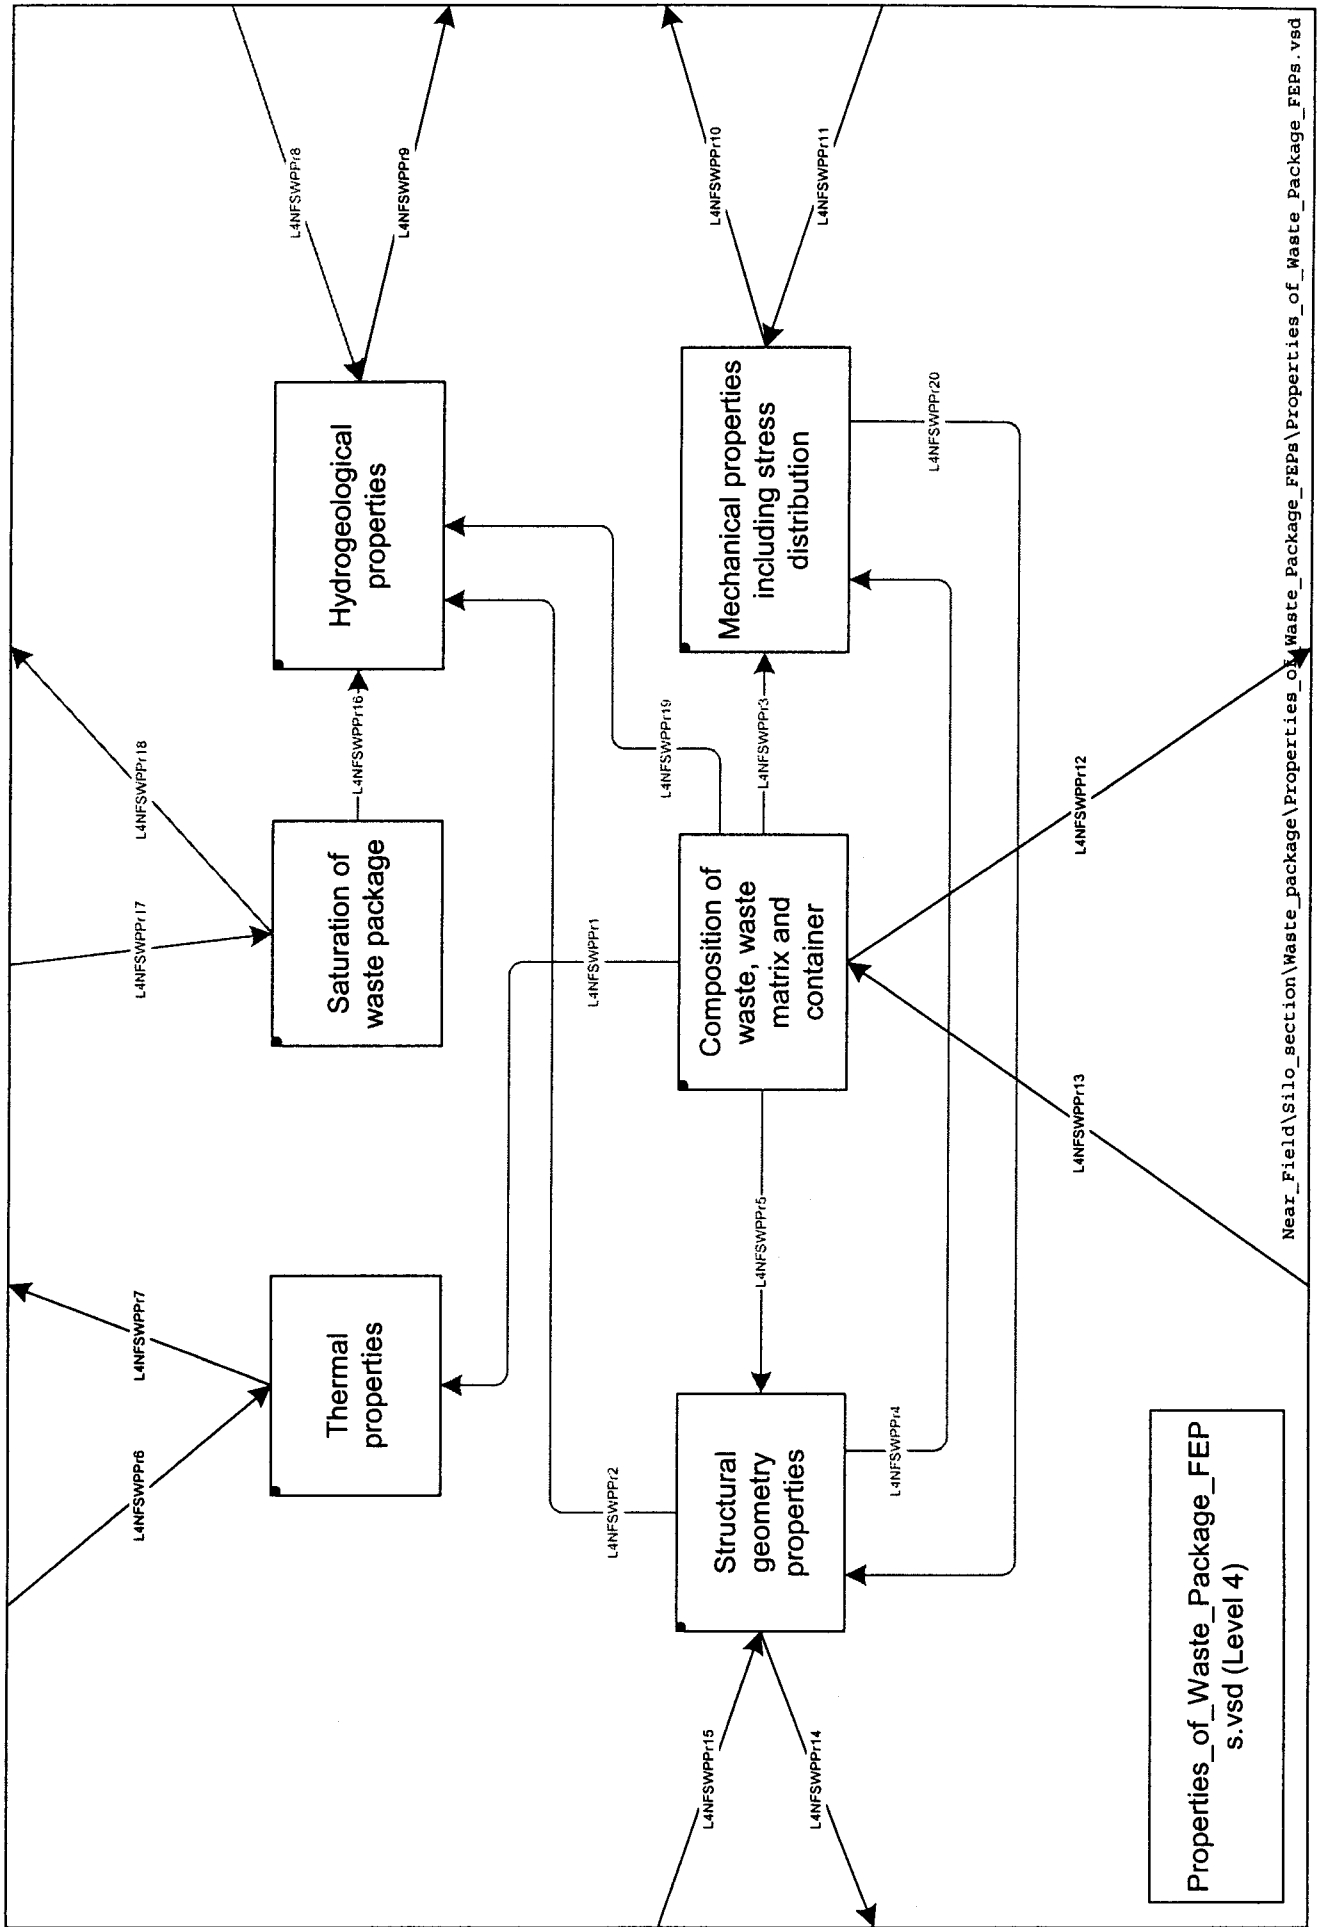 L4NFSWPPr6
L4NFSWPPr7
L4NFSWPPr17
L4NFSWPPr18
L4NFSWPPr8
L4NFSWPPr9
Thermal
properties
Saturation of
waste package
L4NFSWPPr16
Hydrogeological
properties
L4NFSWPPr1
L4NFSWPPr2
L4NFSWPPr19
L4NFSWPPr15
L4NFSWPPr14
Structural
geometry
properties
L4NFSWPPr5
Composition of
waste, waste
matrix and
container
L4NFSWPPr3
Mechanical properties
including stress
distribution
L4NFSWPPr10
L4NFSWPPr11
L4NFSWPPr4
L4NFSWPPr20
L4NFSWPPr13
L4NFSWPPr12
Properties_of_Waste_Package_FEP
s.vsd (Level 4)
Near_Field\Silo_section\Waste_package\Properties_of_Waste_Package_FEPs\Properties_of_Waste_Package_FEPs.vsd